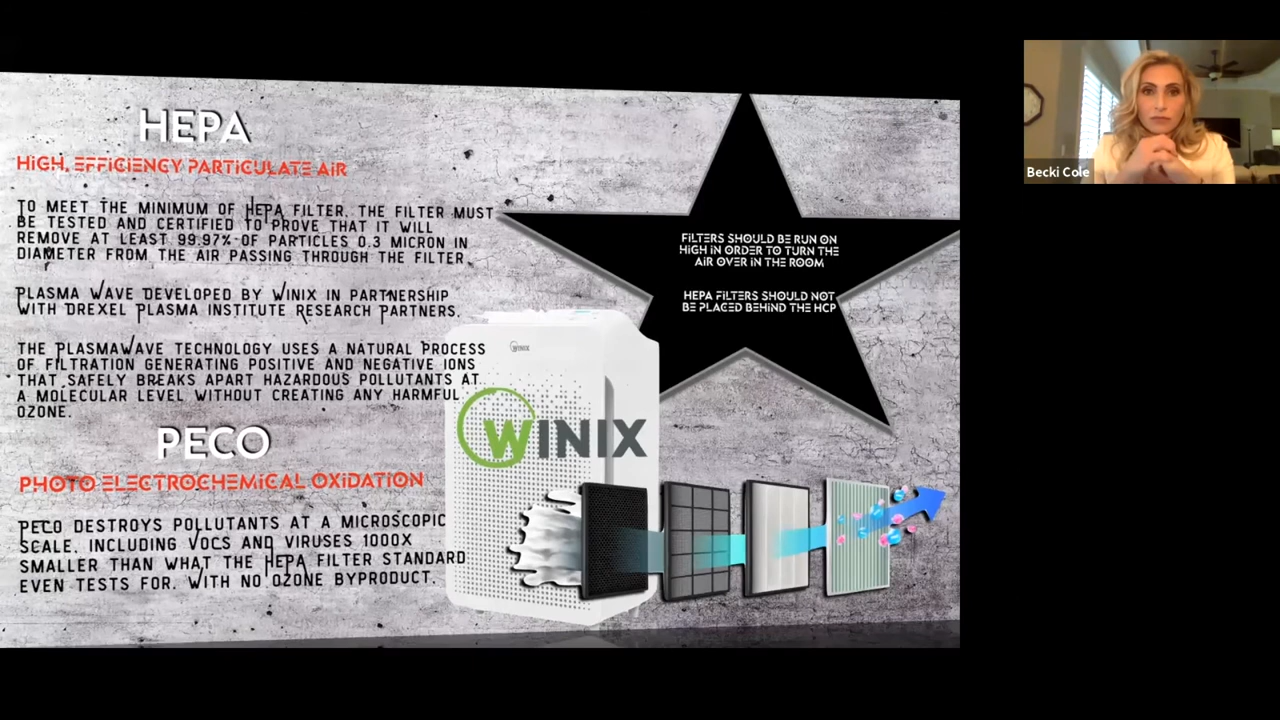 HEPA
HIGH, EFFICIENCY PARTICULATE AIR
TO MEET THE MINIMUM OF HEPA FILTER, THE FILTER MUST
BE TESTED AND CERTIFIED TO PROVE THAT IT WILL
REMOVE AT LEAST 99.97% OF PARTICLES 0.3 MICRON IN
DIAMETER FROM THE AIR PASSING THROUGH THE FILTER.
PLASMA WAVE DEVELOPED BY WINIX IN PARTNERSHIP
WITH DREXEL PLASMA INSTITUTE RESEARCH PARTNERS.
THE PLASMAWAVE TECHNOLOGY USES A NATURAL PROCESS
OF FILTRATION GENERATING POSITIVE AND NEGATIVE IONS
THAT SAFELY BREAKS APART HAZARDOUS POLLUTANTS AT
A MOLECULAR LEVEL WITHOUT CREATING ANY HARMFUL
OZONE.
PECO
PHOTO ELECTROCHEMICAL OXIDATION
PECO DESTROYS POLLUTANTS AT A MICROSCOPIC
SCALE, INCLUDING VOCS AND VIRUSES 1000X
SMALLER THAN WHAT THE HEPA FILTER STANDARD
EVEN TESTS FOR, WITH NO OZONE BYPRODUCT.
FILTERS SHOULD BE RUN ON
HIGH IN ORDER TO TURN THE
AIR OVER IN THE ROOM
HEPA FILTERS SHOULD NOT
BE PLACED BEHIND THE HCP
WINIX
WINIX
Becki Cole